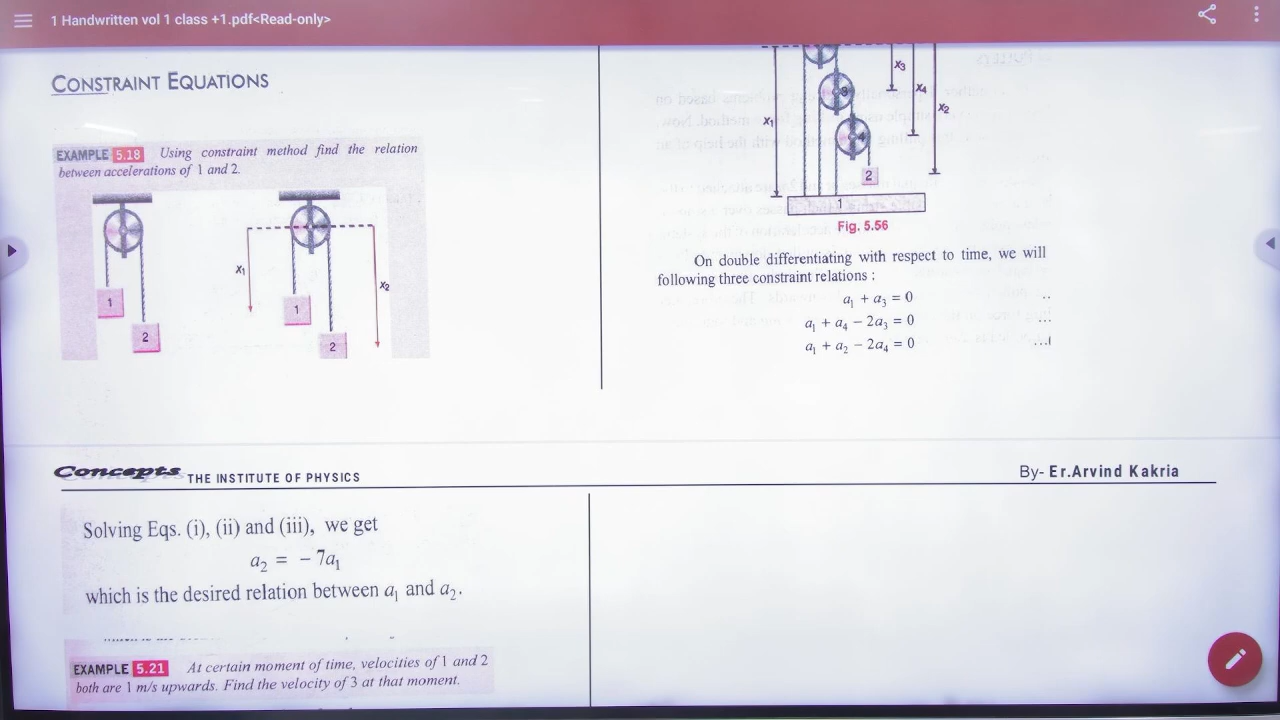 1 Handwritten vol 1 class +1.pdf<Read-only>
CONSTRAINT EQUATIONS
EXAMPLE 5.18 Using constraint method find the relation
between accelerations of 1 and 2.
x₁
x₂
1
2
1
2
x₃
x₄
x₂
x₁
3
4
2
1
Fig. 5.56
On double differentiating with respect to time, we will
following three constraint relations :
a₁ + a₃ = 0 ..
a₁ + a₄ − 2a₃ = 0 ...
a₁ + a₂ − 2a₄ = 0 ...(
Concepts THE INSTITUTE OF PHYSICS
By- Er.Arvind Kakria
Solving Eqs. (i), (ii) and (iii), we get
a₂ = − 7a₁
which is the desired relation between a₁ and a₂.
EXAMPLE 5.21 At certain moment of time, velocities of 1 and 2
both are 1 m/s upwards. Find the velocity of 3 at that moment.